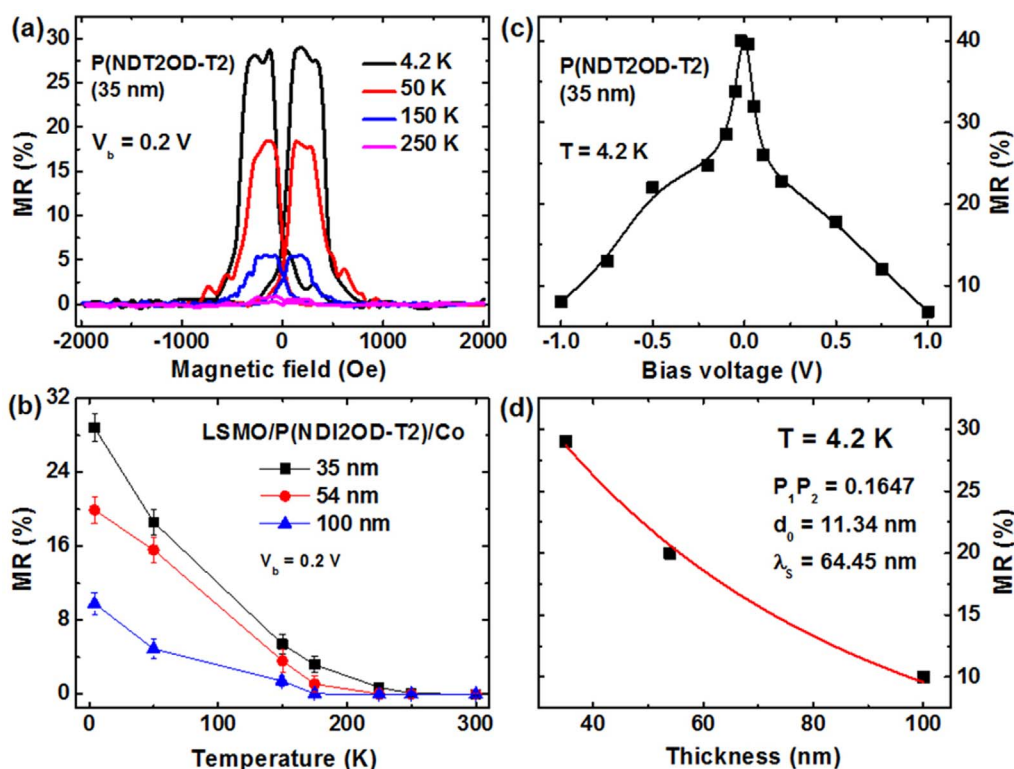 (a)
P(NDT2OD-T2)
(35 nm)
V_b = 0.2 V
4.2 K
50 K
150 K
250 K
MR (%)
30
25
20
15
10
5
0
-2000
-1000
0
1000
2000
Magnetic field (Oe)
(c)
P(NDT2OD-T2)
(35 nm)
T = 4.2 K
40
30
20
10
MR (%)
-1.0
-0.5
0.0
0.5
1.0
Bias voltage (V)
(b)
LSMO/P(NDI2OD-T2)/Co
35 nm
54 nm
100 nm
V_b = 0.2 V
MR (%)
32
24
16
8
0
0
50
100
150
200
250
300
Temperature (K)
(d)
T = 4.2 K
P_1P_2 = 0.1647
d_0 = 11.34 nm
λ_S = 64.45 nm
30
25
20
15
10
MR (%)
40
60
80
100
Thickness (nm)